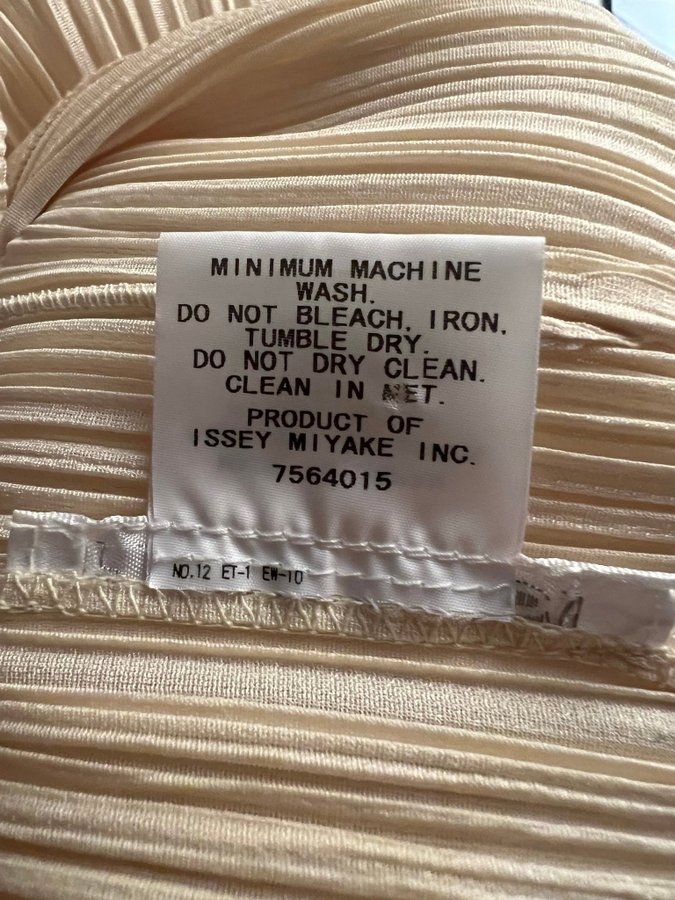 MINIMUM MACHINE
WASH.
DO NOT BLEACH. IRON.
TUMBLE DRY.
DO NOT DRY CLEAN.
CLEAN IN NET.
PRODUCT OF
ISSEY MIYAKE INC.
7564015
NO.12 ET-1 EW-10